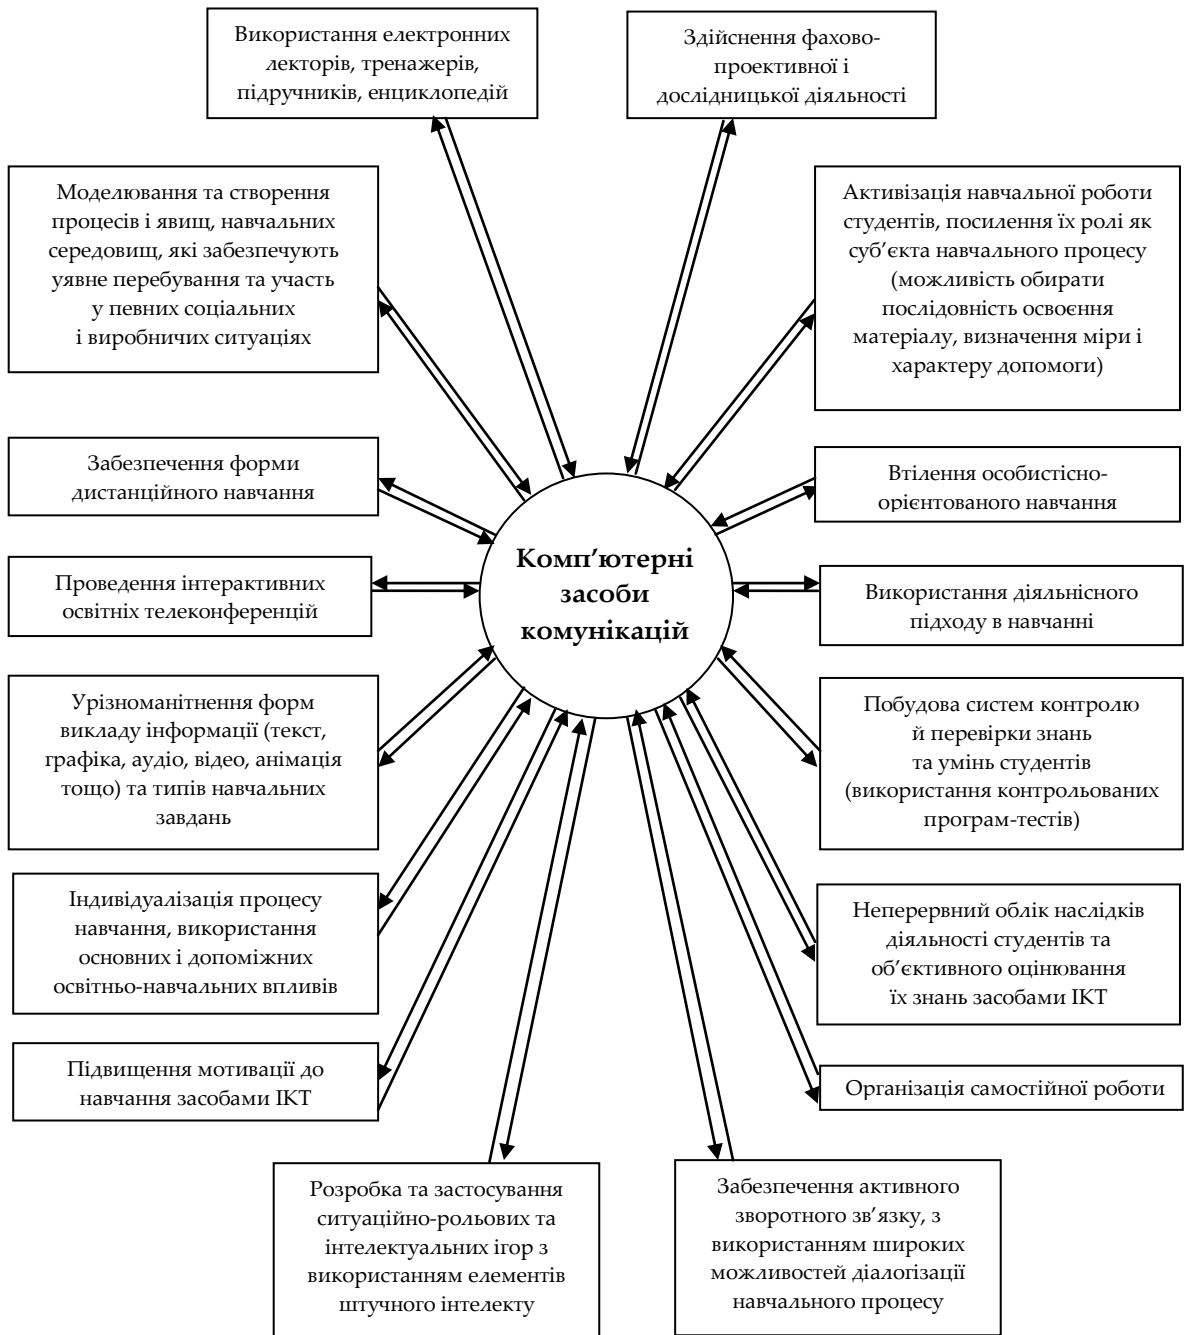 Використання електронних
лекторів, тренажерів,
підручників, енциклопедій
Здійснення фахово-
проективної і
дослідницької діяльності
Моделювання та створення
процесів і явищ, навчальних
середовищ, які забезпечують
уявне перебування та участь
у певних соціальних
і виробничих ситуаціях
Активізація навчальної роботи
студентів, посилення їх ролі як
суб’єкта навчального процесу
(можливість обирати
послідовність освоєння
матеріалу, визначення міри і
характеру допомоги)
Забезпечення форми
дистанційного навчання
Втілення особистісно-
орієнтованого навчання
Комп’ютерні
засоби
комунікацій
Проведення інтерактивних
освітніх телеконференцій
Використання діяльнісного
підходу в навчанні
Урізноманітнення форм
викладу інформації (текст,
графіка, аудіо, відео, анімація
тощо) та типів навчальних
завдань
Побудова систем контролю
й перевірки знань
та умінь студентів
(використання контрольованих
програм-тестів)
Індивідуалізація процесу
навчання, використання
основних і допоміжних
освітньо-навчальних впливів
Неперервний облік наслідків
діяльності студентів та
об’єктивного оцінювання
їх знань засобами ІКТ
Підвищення мотивації до
навчання засобами ІКТ
Організація самостійної роботи
Розробка та застосування
ситуаційно-рольових та
інтелектуальних ігор з
використанням елементів
штучного інтелекту
Забезпечення активного
зворотного зв’язку, з
використанням широких
можливостей діалогізації
навчального процесу